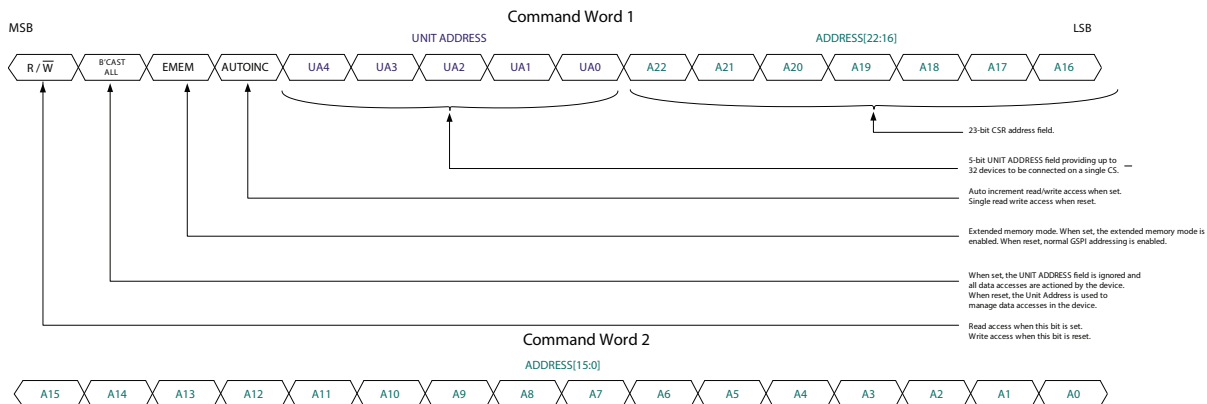 Command Word 1
MSB
LSB
UNIT ADDRESS
ADDRESS[22:16]
R / W B'CAST ALL EMEM AUTOINC UA4 UA3 UA2 UA1 UA0 A22 A21 A20 A19 A18 A17 A16
23-bit CSR address field.
5-bit UNIT ADDRESS field providing up to
32 devices to be connected on a single CS.
Auto increment read/write access when set.
Single read write access when reset.
Extended memory mode. When set, the extended memory mode is
enabled. When reset, normal GSPI addressing is enabled.
When set, the UNIT ADDRESS field is ignored and
all data accesses are actioned by the device.
When reset, the Unit Address is used to
manage data accesses in the device.
Read access when this bit is set.
Write access when this bit is reset.
Command Word 2
ADDRESS[15:0]
A15 A14 A13 A12 A11 A10 A9 A8 A7 A6 A5 A4 A3 A2 A1 A0